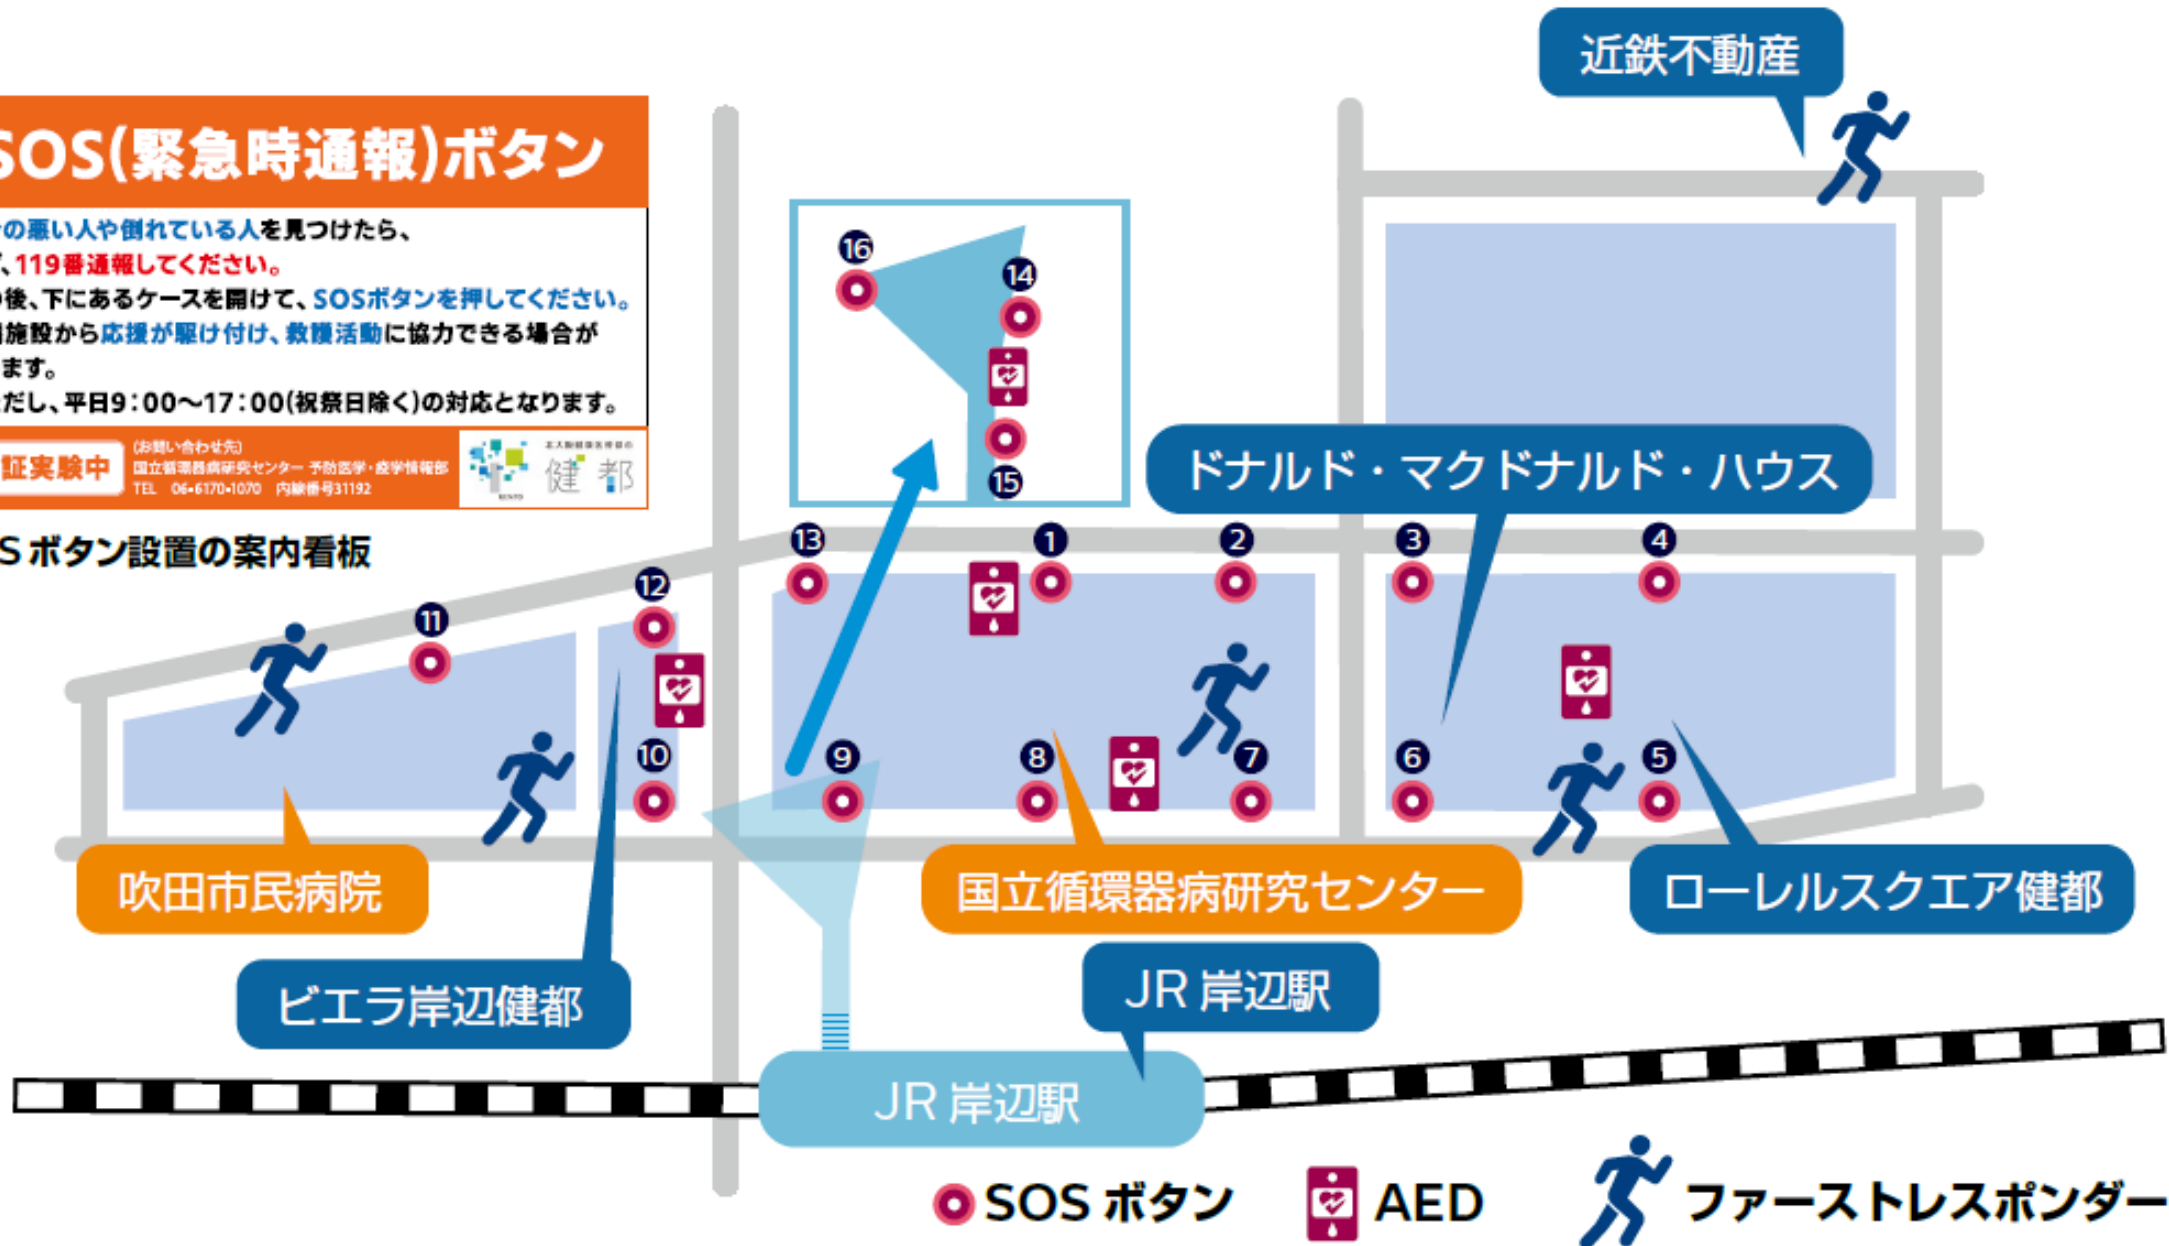 近鉄不動産
SOS(緊急時通報)ボタン
の悪い人や倒れている人を見つけたら、
、119番通報してください。
後、下にあるケースを開けて、SOSボタンを押してください。
施設から応援が駆け付け、救護活動に協力できる場合が
ます。
だし、平日9:00〜17:00(祝祭日除く)の対応となります。
証実験中
(お問い合わせ先)
国立循環器病研究センター 予防医学・疫学情報部
TEL 06-6170-1070 内線番号31192
北大阪健康医療都市
健都
KENTO
Sボタン設置の案内看板
16
14
15
ドナルド・マクドナルド・ハウス
13
1
2
3
4
12
11
10
9
8
7
6
5
吹田市民病院
国立循環器病研究センター
ローレルスクエア健都
ビエラ岸辺健都
JR 岸辺駅
JR 岸辺駅
SOS ボタン
AED
ファーストレスポンダー